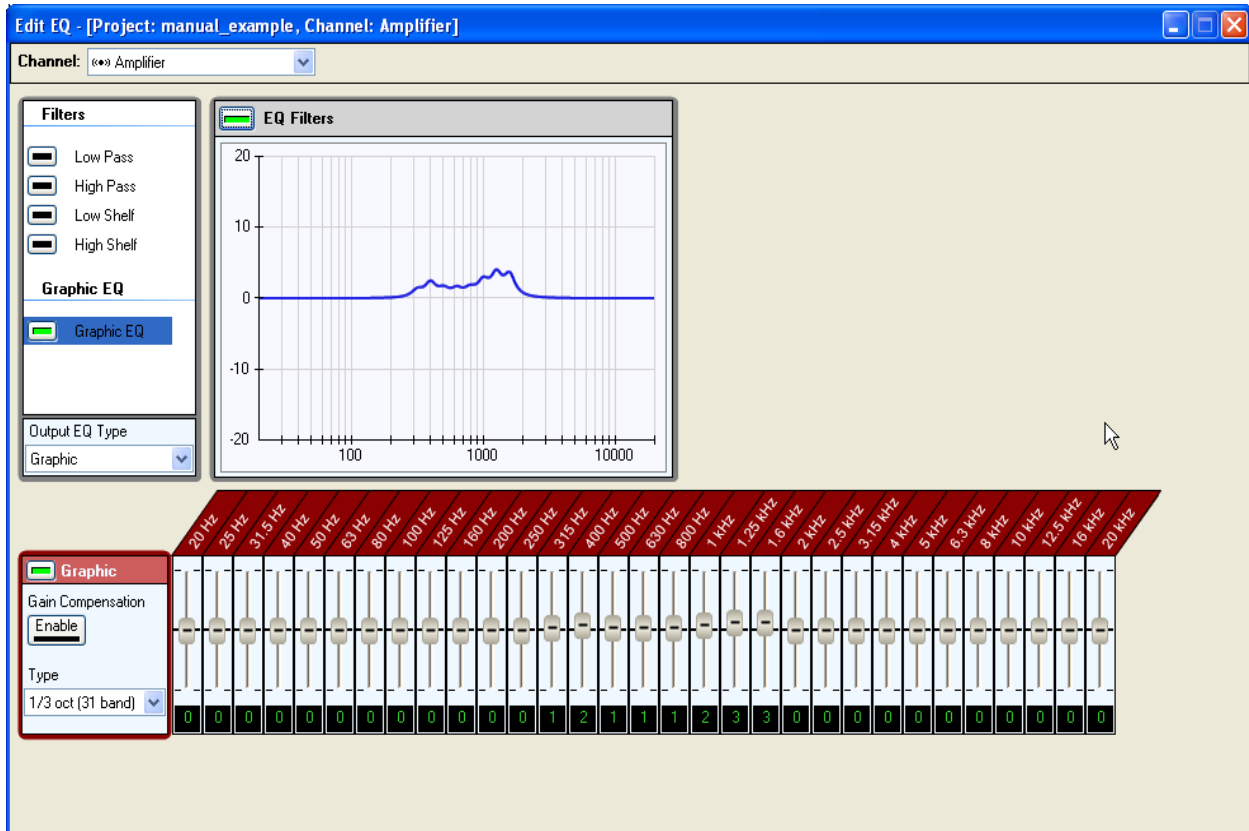 Edit EQ - [Project: manual_example, Channel: Amplifier]
Channel: Amplifier
Filters
Low Pass
High Pass
Low Shelf
High Shelf
Graphic EQ
Graphic EQ
Output EQ Type
Graphic
EQ Filters
20
10
0
-10
-20
100 1000 10000
20 Hz 25 Hz 31.5 Hz 40 Hz 50 Hz 63 Hz 80 Hz 100 Hz 125 Hz 160 Hz 200 Hz 250 Hz 315 Hz 400 Hz 500 Hz 630 Hz 800 Hz 1 kHz 1.25 kHz 1.6 kHz 2 kHz 2.5 kHz 3.15 kHz 4 kHz 5 kHz 6.3 kHz 8 kHz 10 kHz 12.5 kHz 16 kHz 20 kHz
Graphic
Gain Compensation
Enable
Type
1/3 oct (31 band)
0 0 0 0 0 0 0 0 0 0 0 0 1 2 1 1 1 2 3 3 0 0 0 0 0 0 0 0 0 0 0